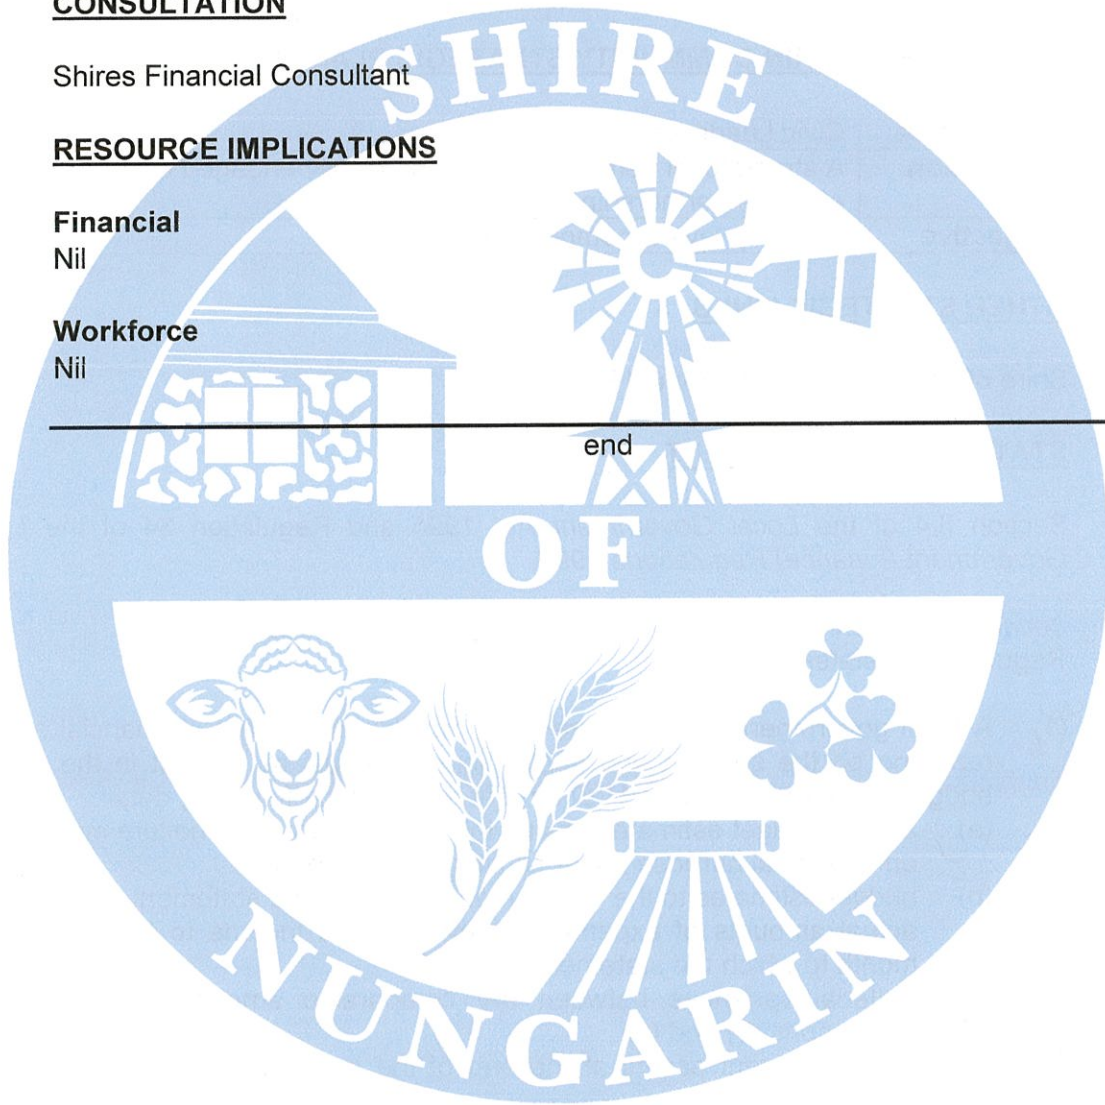 CONSULTATION
Shires Financial Consultant
RESOURCE IMPLICATIONS
Financial
Nil
Workforce
Nil
end
SHIRE
OF
NUNGARIN